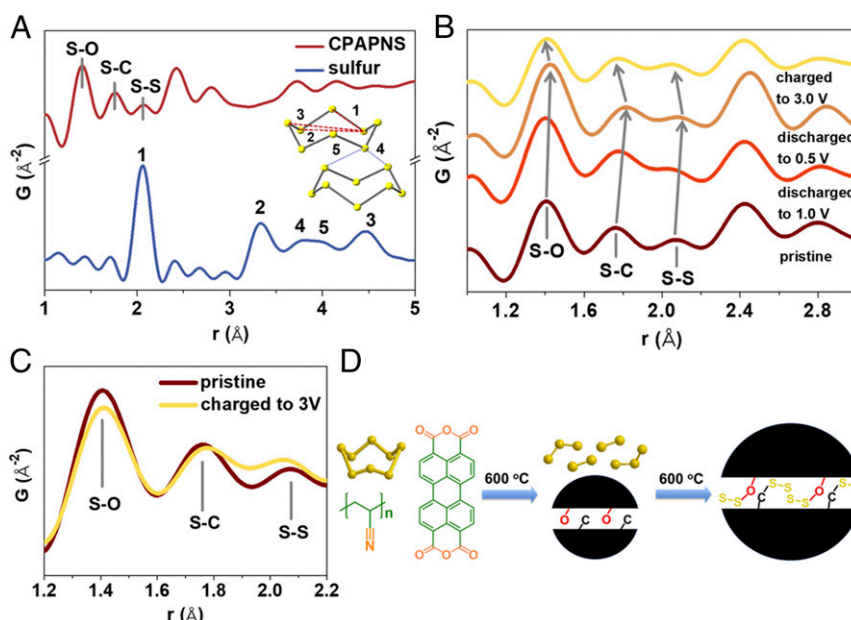 A
S-O
S-C
S-S
CPAPNS
sulfur
G (Å⁻²)
1
2
3
4
5
1
2
4 5
3
1 2 3 4 5
r (Å)
B
G (Å⁻²)
charged
to 3.0 V
discharged
to 0.5 V
discharged
to 1.0 V
pristine
S-O
S-C
S-S
1.2 1.6 2.0 2.4 2.8
r (Å)
C
pristine
charged to 3V
G (Å⁻²)
S-O
S-C
S-S
1.2 1.4 1.6 1.8 2.0 2.2
r (Å)
D
O O O
n
N
O O O
600 °C
O C O C
600 °C
S-S O C S-S S-S O C S-S